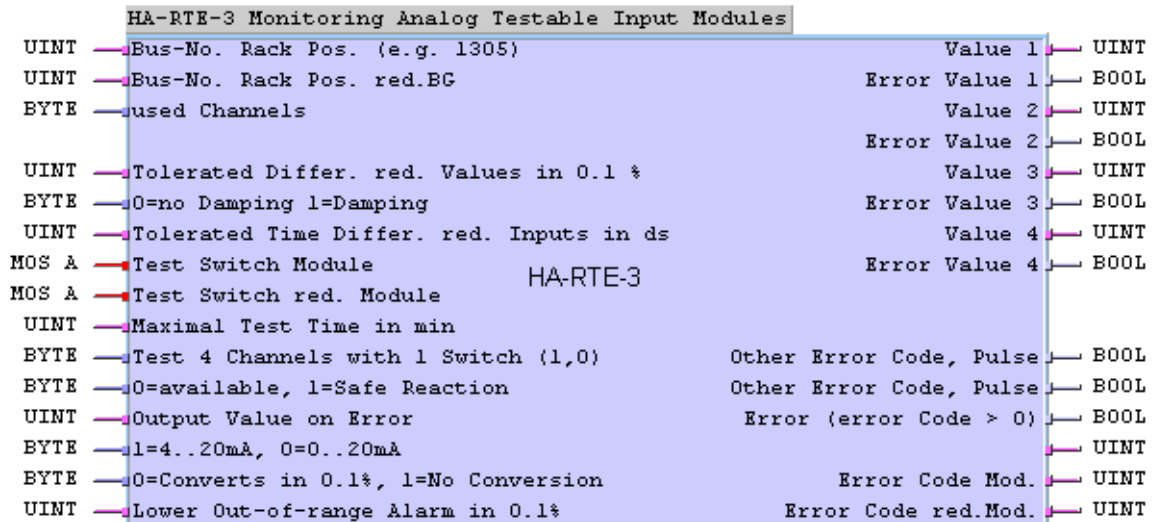 HA-RTE-3 Monitoring Analog Testable Input Modules
UINT Bus-No. Rack Pos. (e.g. 1305) Value 1 UINT
UINT Bus-No. Rack Pos. red.BG Error Value 1 BOOL
BYTE used Channels Value 2 UINT
Error Value 2 BOOL
UINT Tolerated Differ. red. Values in 0.1 % Value 3 UINT
BYTE 0=no Damping 1=Damping Error Value 3 BOOL
UINT Tolerated Time Differ. red. Inputs in ds Value 4 UINT
MOS A Test Switch Module Error Value 4 BOOL
HA-RTE-3
MOS A Test Switch red. Module
UINT Maximal Test Time in min
BYTE Test 4 Channels with 1 Switch (1,0) Other Error Code, Pulse BOOL
BYTE 0=available, 1=Safe Reaction Other Error Code, Pulse BOOL
UINT Output Value on Error Error (error Code > 0) BOOL
BYTE 1=4..20mA, 0=0..20mA UINT
BYTE 0=Converts in 0.1%, 1=No Conversion Error Code Mod. UINT
UINT Lower Out-of-range Alarm in 0.1% Error Code red.Mod. UINT